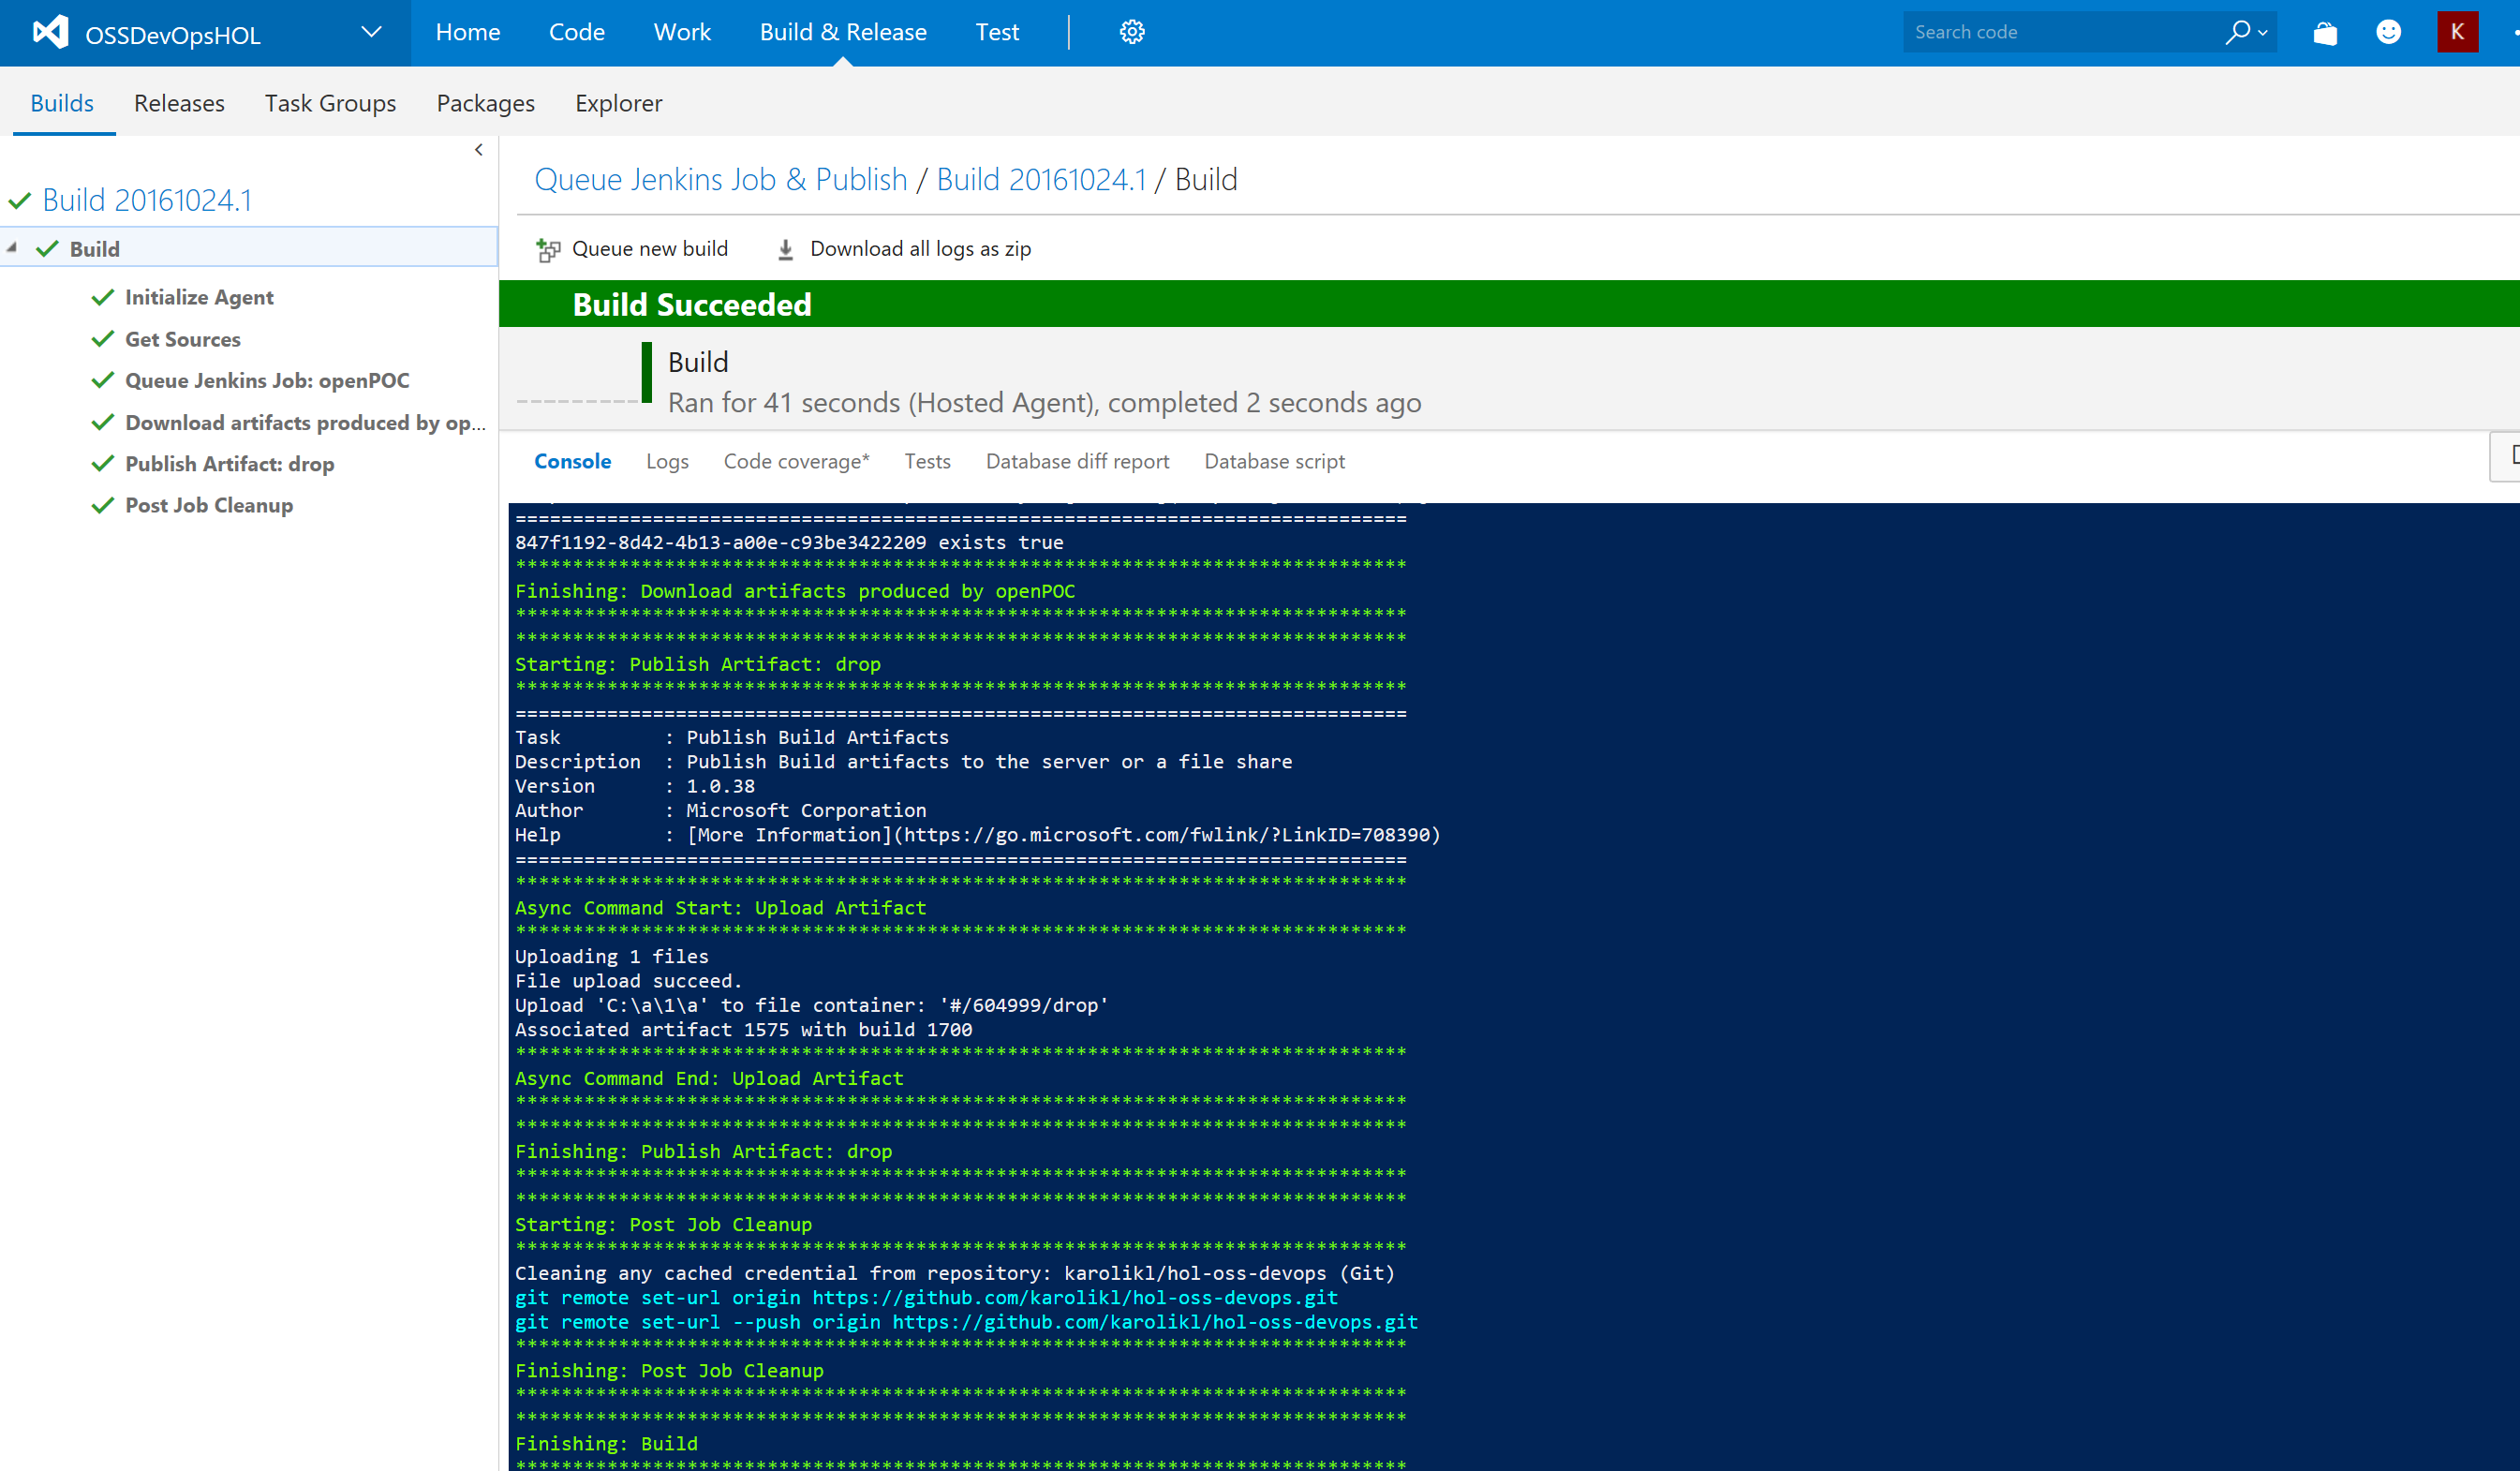 OSSDevOpsHOL
Home Code Work Build & Release Test
Search code
K
Builds Releases Task Groups Packages Explorer
Build 20161024.1
Build
Initialize Agent
Get Sources
Queue Jenkins Job: openPOC
Download artifacts produced by op...
Publish Artifact: drop
Post Job Cleanup
Queue Jenkins Job & Publish / Build 20161024.1 / Build
Queue new build Download all logs as zip
Build Succeeded
Build
Ran for 41 seconds (Hosted Agent), completed 2 seconds ago
Console Logs Code coverage* Tests Database diff report Database script
==============================================================================
847f1192-8d42-4b13-a00e-c93be3422209 exists true
******************************************************************************
Finishing: Download artifacts produced by openPOC
******************************************************************************
******************************************************************************
Starting: Publish Artifact: drop
******************************************************************************
==============================================================================
Task         : Publish Build Artifacts
Description  : Publish Build artifacts to the server or a file share
Version      : 1.0.38
Author       : Microsoft Corporation
Help         : [More Information](https://go.microsoft.com/fwlink/?LinkID=708390)
==============================================================================
******************************************************************************
Async Command Start: Upload Artifact
******************************************************************************
Uploading 1 files
File upload succeed.
Upload 'C:\a\1\a' to file container: '#/604999/drop'
Associated artifact 1575 with build 1700
******************************************************************************
Async Command End: Upload Artifact
******************************************************************************
******************************************************************************
Finishing: Publish Artifact: drop
******************************************************************************
******************************************************************************
Starting: Post Job Cleanup
******************************************************************************
Cleaning any cached credential from repository: karolikl/hol-oss-devops (Git)
git remote set-url origin https://github.com/karolikl/hol-oss-devops.git
git remote set-url --push origin https://github.com/karolikl/hol-oss-devops.git
******************************************************************************
Finishing: Post Job Cleanup
******************************************************************************
******************************************************************************
Finishing: Build
******************************************************************************